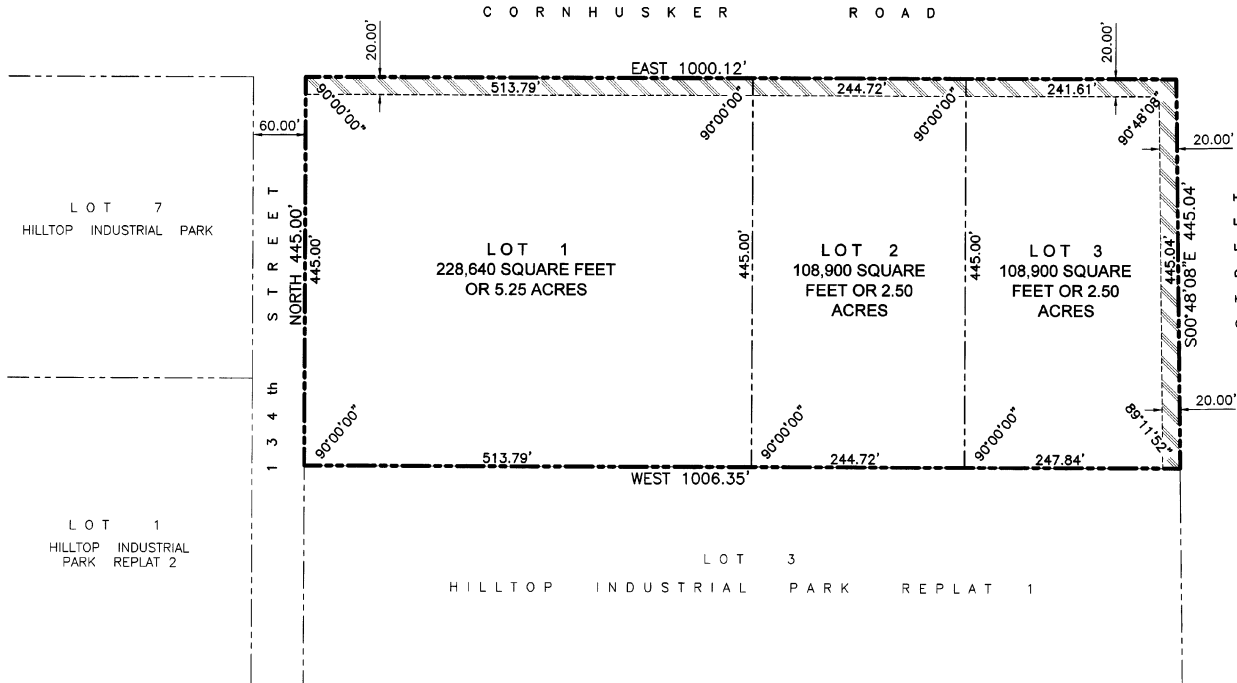 CORNHUSKER ROAD
20.00'
20.00'
EAST 1000.12'
513.79'
244.72'
241.61'
90°00'00"
90°00'00"
90°00'00"
90°48'08"
60.00'
20.00'
LOT 7
HILLTOP INDUSTRIAL PARK
134th STREET
NORTH 445.00'
445.00'
LOT 1
228,640 SQUARE FEET
OR 5.25 ACRES
445.00'
LOT 2
108,900 SQUARE
FEET OR 2.50
ACRES
445.00'
LOT 3
108,900 SQUARE
FEET OR 2.50
ACRES
445.04'
S00°48'08"E 445.04'
20.00'
90°00'00"
90°00'00"
90°00'00"
89°11'52"
513.79'
244.72'
247.84'
WEST 1006.35'
LOT 1
HILLTOP INDUSTRIAL
PARK REPLAT 2
LOT 3
HILLTOP INDUSTRIAL PARK REPLAT 1